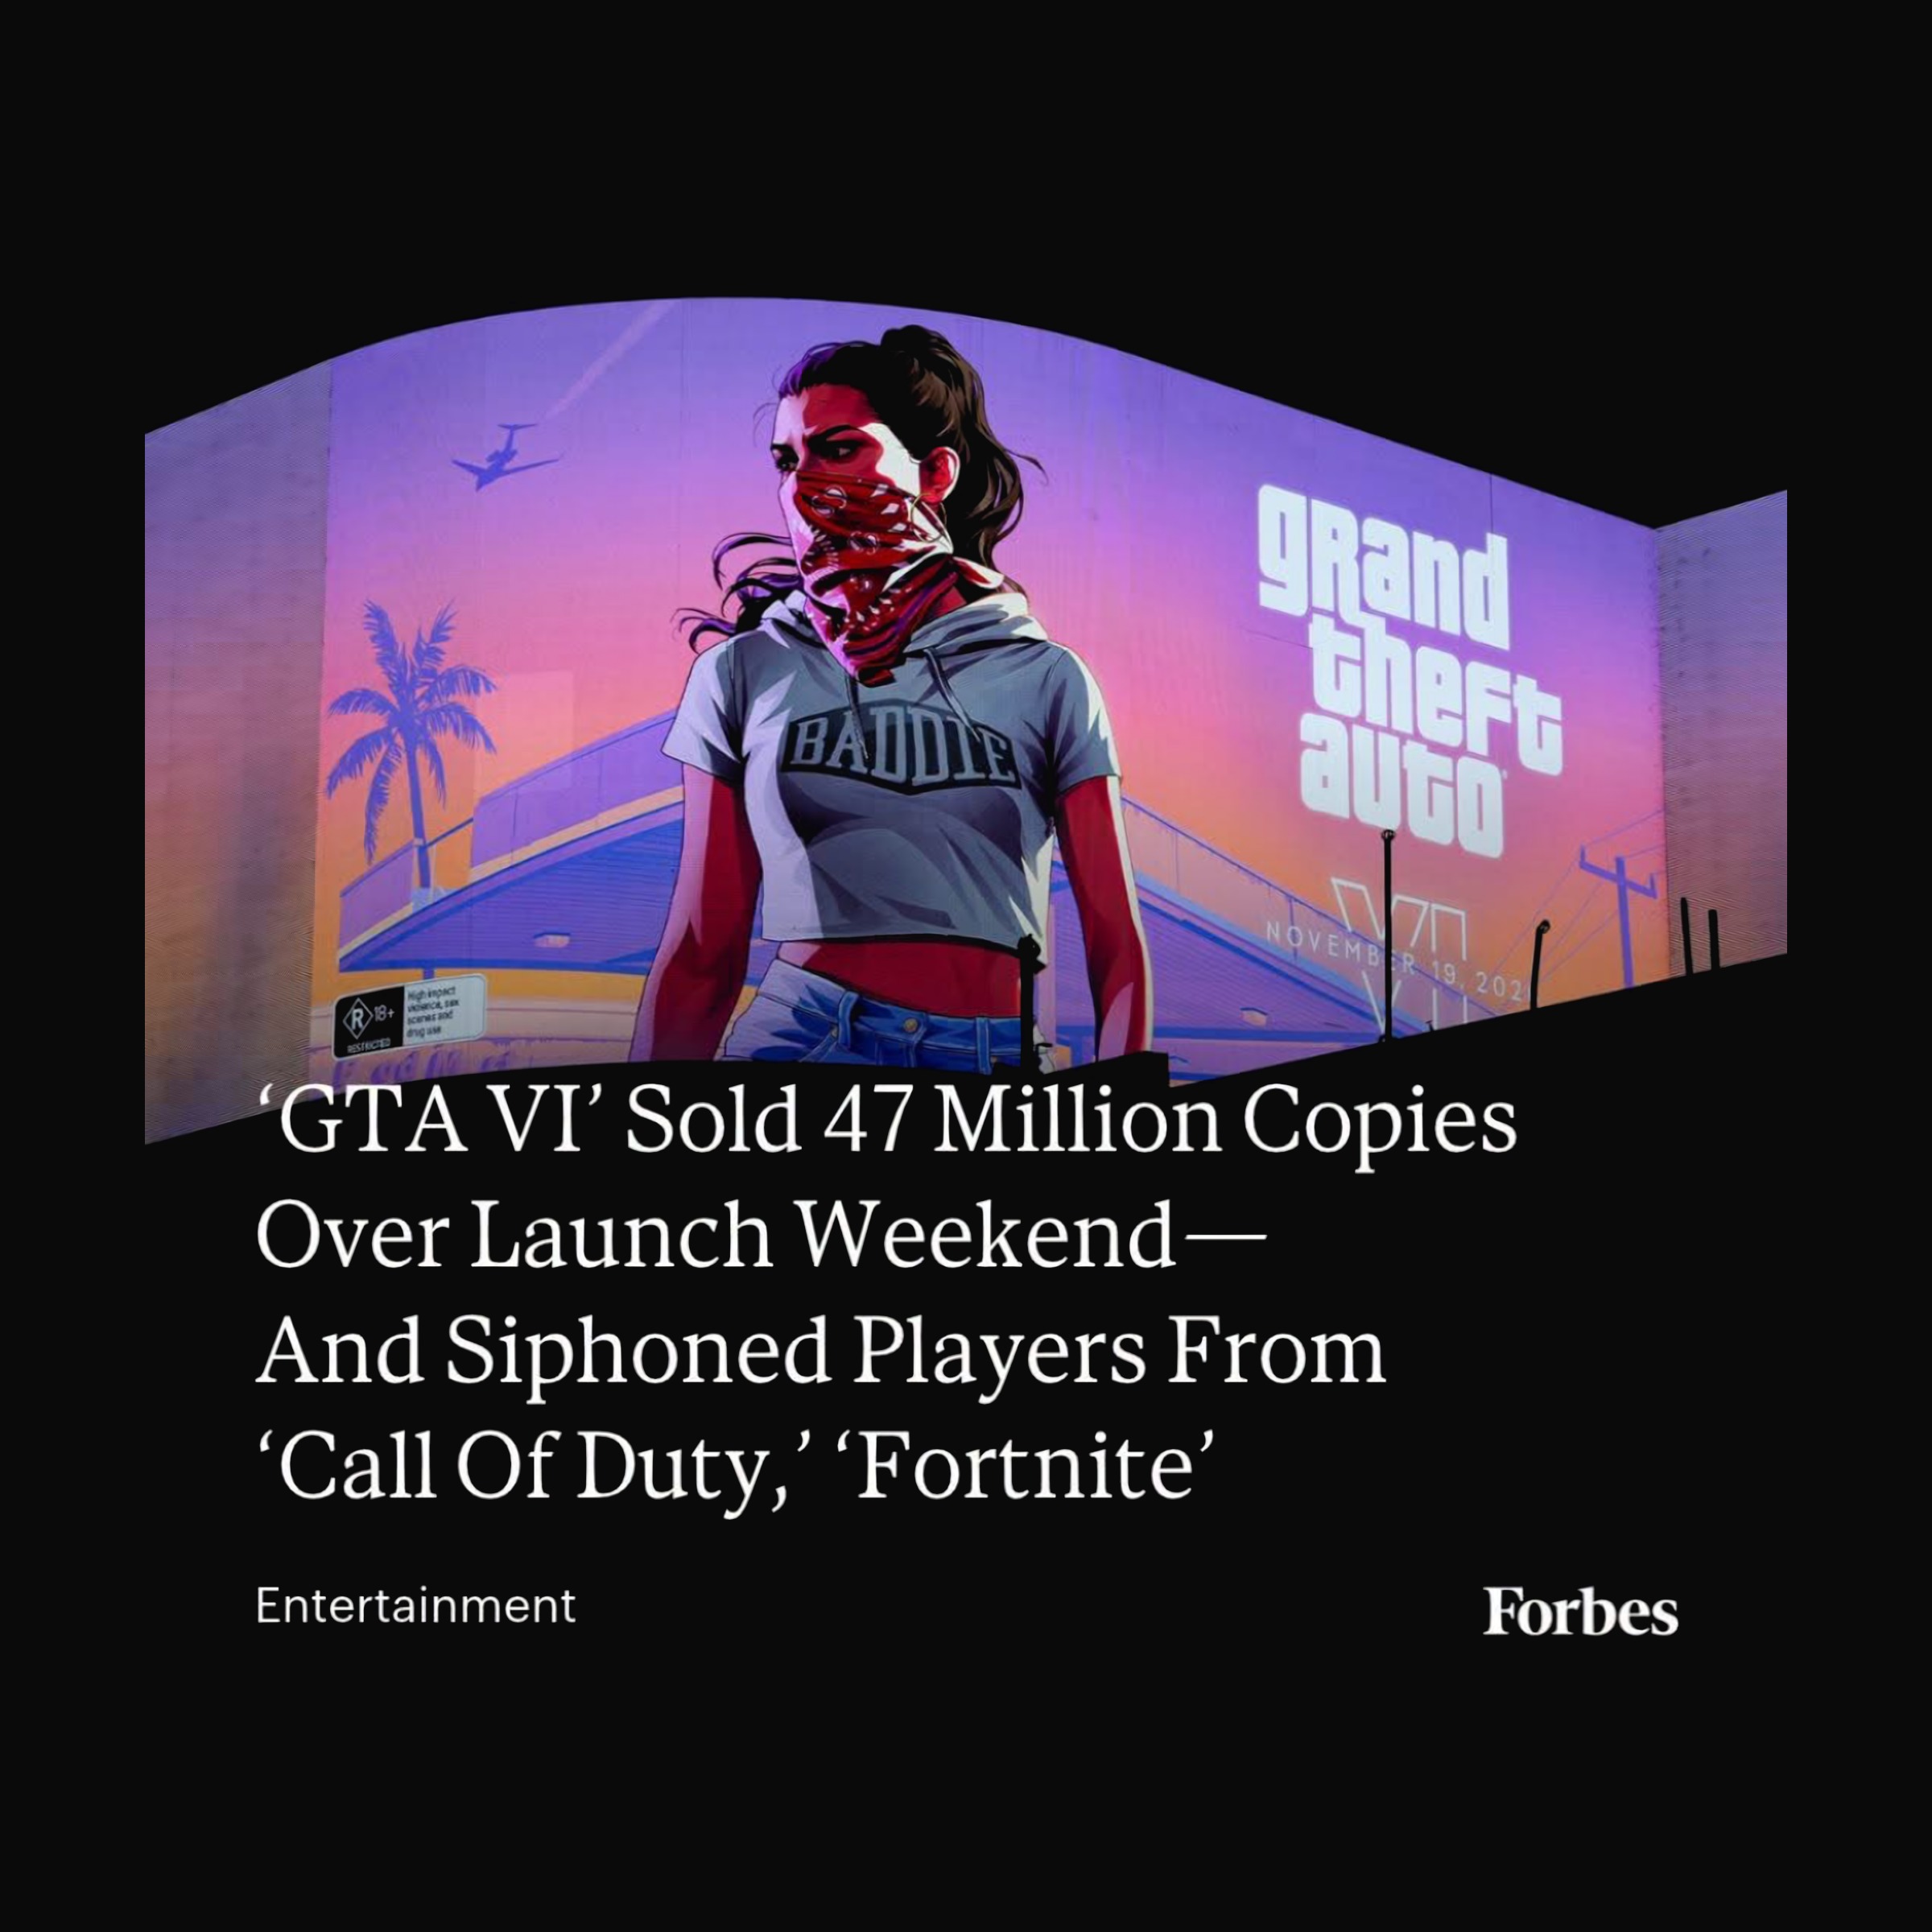 BADDIE
grand
theft
auto
VI
NOVEMBER 19, 202
R 18+
RESTRICTED
High impact
violence, sex
scenes and
drug use
‘GTA VI’ Sold 47 Million Copies
Over Launch Weekend—
And Siphoned Players From
‘Call Of Duty,’ ‘Fortnite’
Entertainment
Forbes